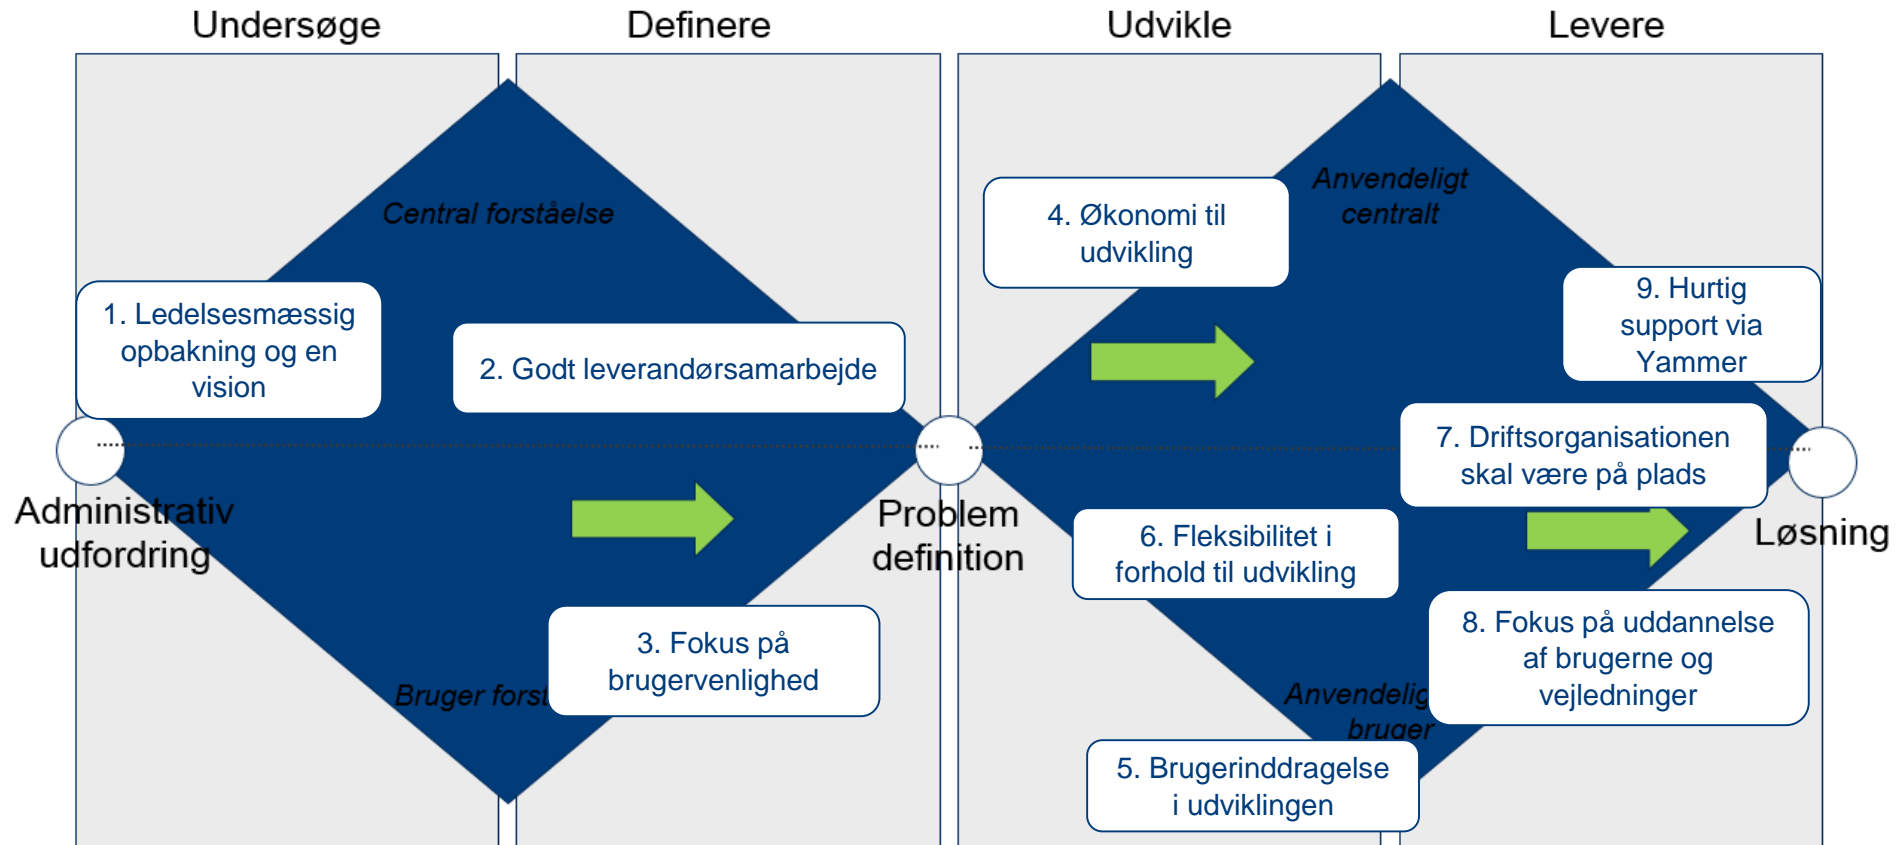 Undersøge
Definere
Udvikle
Levere
Central forståelse
Anvendeligt
centralt
1. Ledelsesmæssig
opbakning og en
vision
2. Godt leverandørsamarbejde
4. Økonomi til
udvikling
9. Hurtig
support via
Yammer
7. Driftsorganisationen
skal være på plads
Administrativ
udfordring
Problem
definition
Løsning
6. Fleksibilitet i
forhold til udvikling
3. Fokus på
brugervenlighed
8. Fokus på uddannelse
af brugerne og
vejledninger
Bruger
bruger
5. Brugerinddragelse
i udviklingen